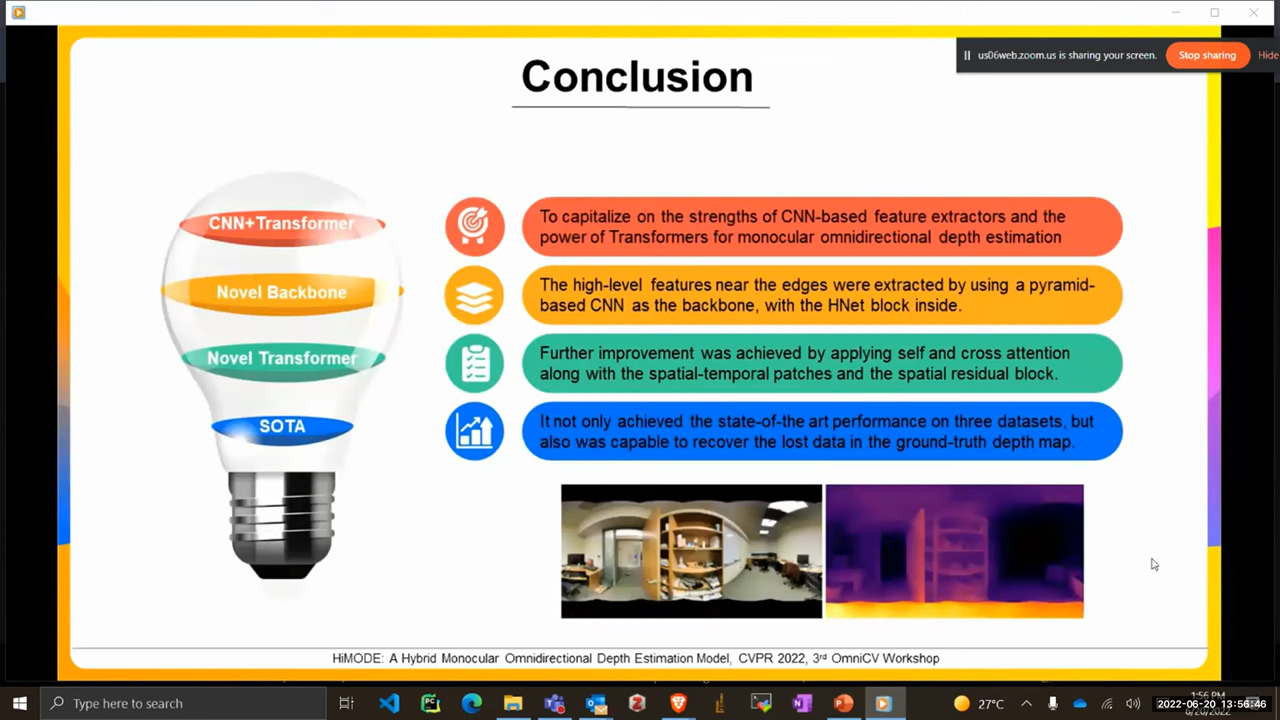 us06web.zoom.us is sharing your screen. Stop sharing Hide
Conclusion
CNN+Transformer
Novel Backbone
Novel Transformer
SOTA
To capitalize on the strengths of CNN-based feature extractors and the
power of Transformers for monocular omnidirectional depth estimation
The high-level features near the edges were extracted by using a pyramid-
based CNN as the backbone, with the HNet block inside.
Further improvement was achieved by applying self and cross attention
along with the spatial-temporal patches and the spatial residual block.
It not only achieved the state-of-the art performance on three datasets, but
also was capable to recover the lost data in the ground-truth depth map.
HiMODE: A Hybrid Monocular Omnidirectional Depth Estimation Model, CVPR 2022, 3rd OmniCV Workshop
Type here to search
27°C
1:56 PM
2022-06-20 13:56:46